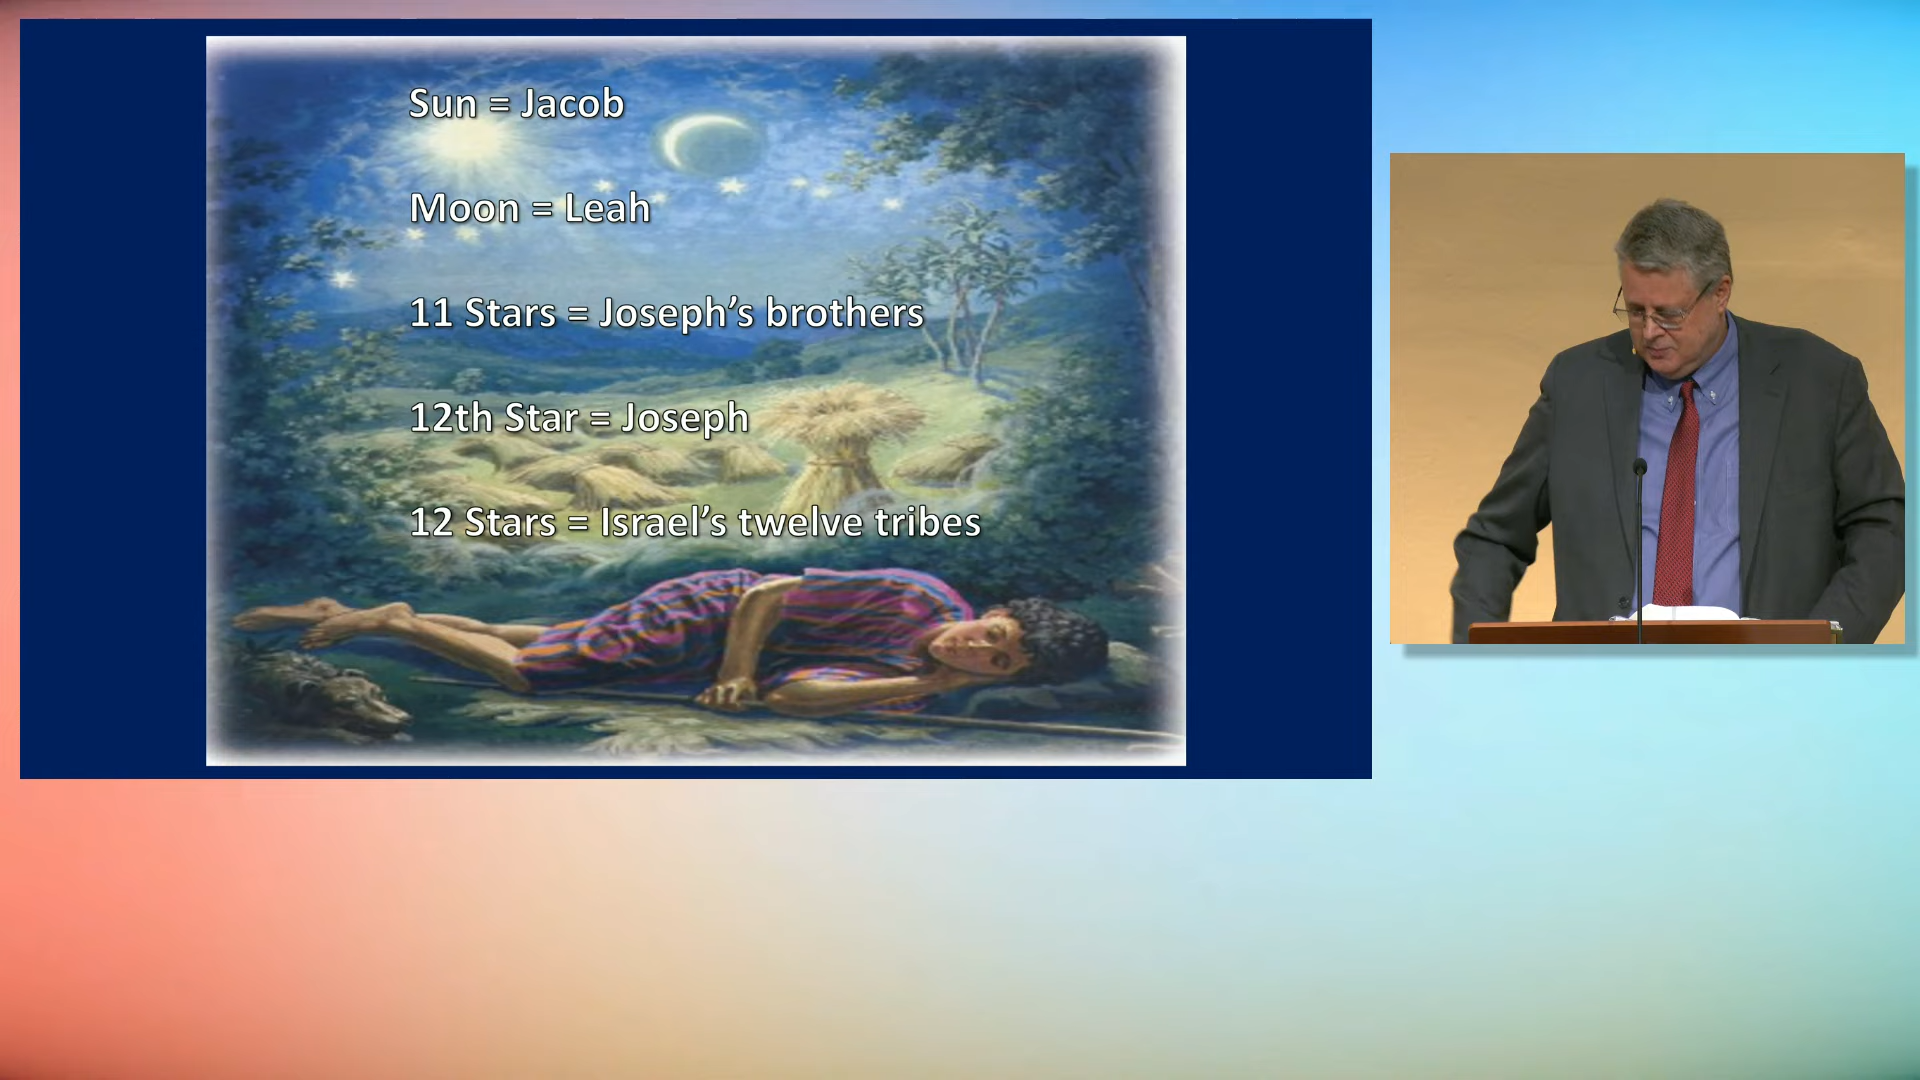 Sun = Jacob
Moon = Leah
11 Stars = Joseph’s brothers
12th Star = Joseph
12 Stars = Israel’s twelve tribes